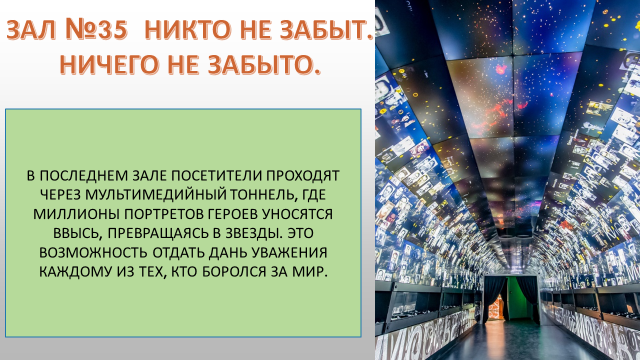 ЗАЛ №35 НИКТО НЕ ЗАБЫТ.
НИЧЕГО НЕ ЗАБЫТО.
В ПОСЛЕДНЕМ ЗАЛЕ ПОСЕТИТЕЛИ ПРОХОДЯТ
ЧЕРЕЗ МУЛЬТИМЕДИЙНЫЙ ТОННЕЛЬ, ГДЕ
МИЛЛИОНЫ ПОРТРЕТОВ ГЕРОЕВ УНОСЯТСЯ
ВВЫСЬ, ПРЕВРАЩАЯСЬ В ЗВЕЗДЫ. ЭТО
ВОЗМОЖНОСТЬ ОТДАТЬ ДАНЬ УВАЖЕНИЯ
КАЖДОМУ ИЗ ТЕХ, КТО БОРОЛСЯ ЗА МИР.